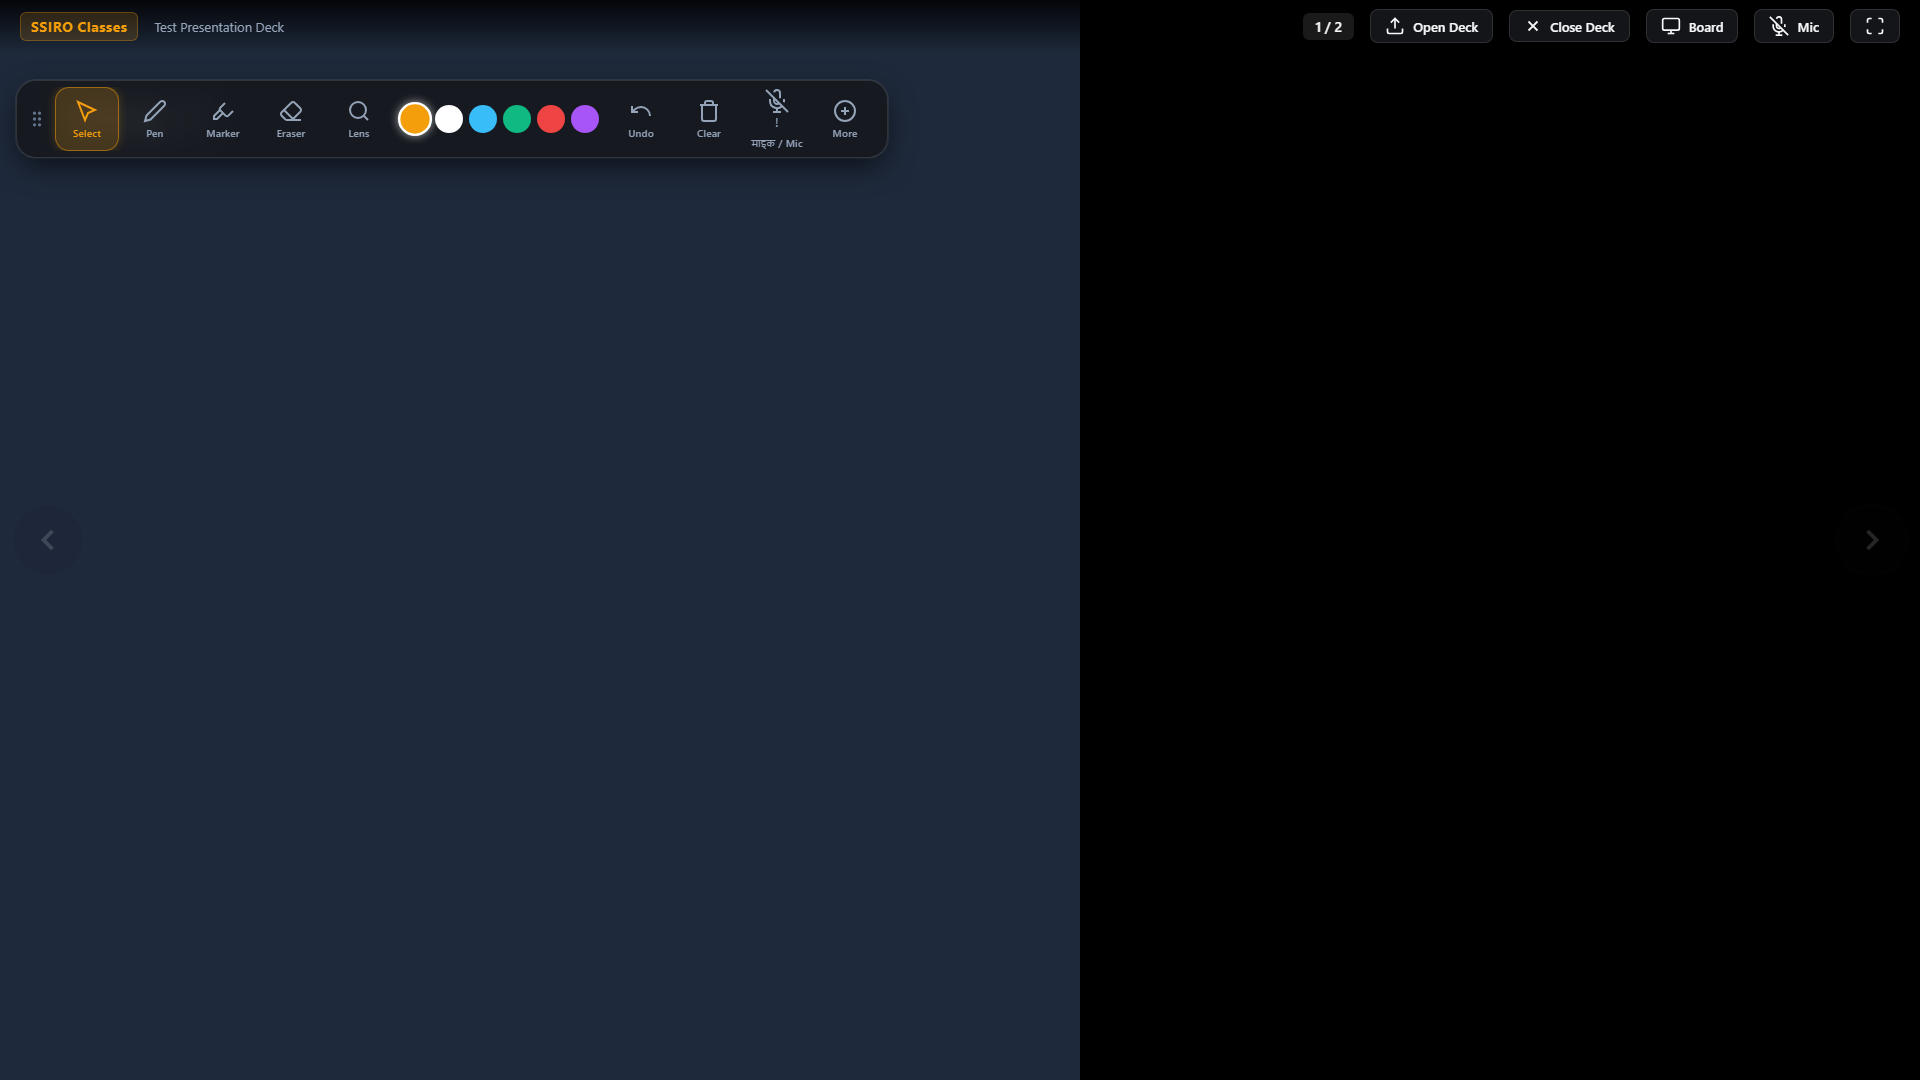 SSIRO Classes
Test Presentation Deck
1 / 2
Open Deck
Close Deck
Board
Mic
Select
Pen
Marker
Eraser
Lens
Undo
Clear
!
माइक / Mic
More